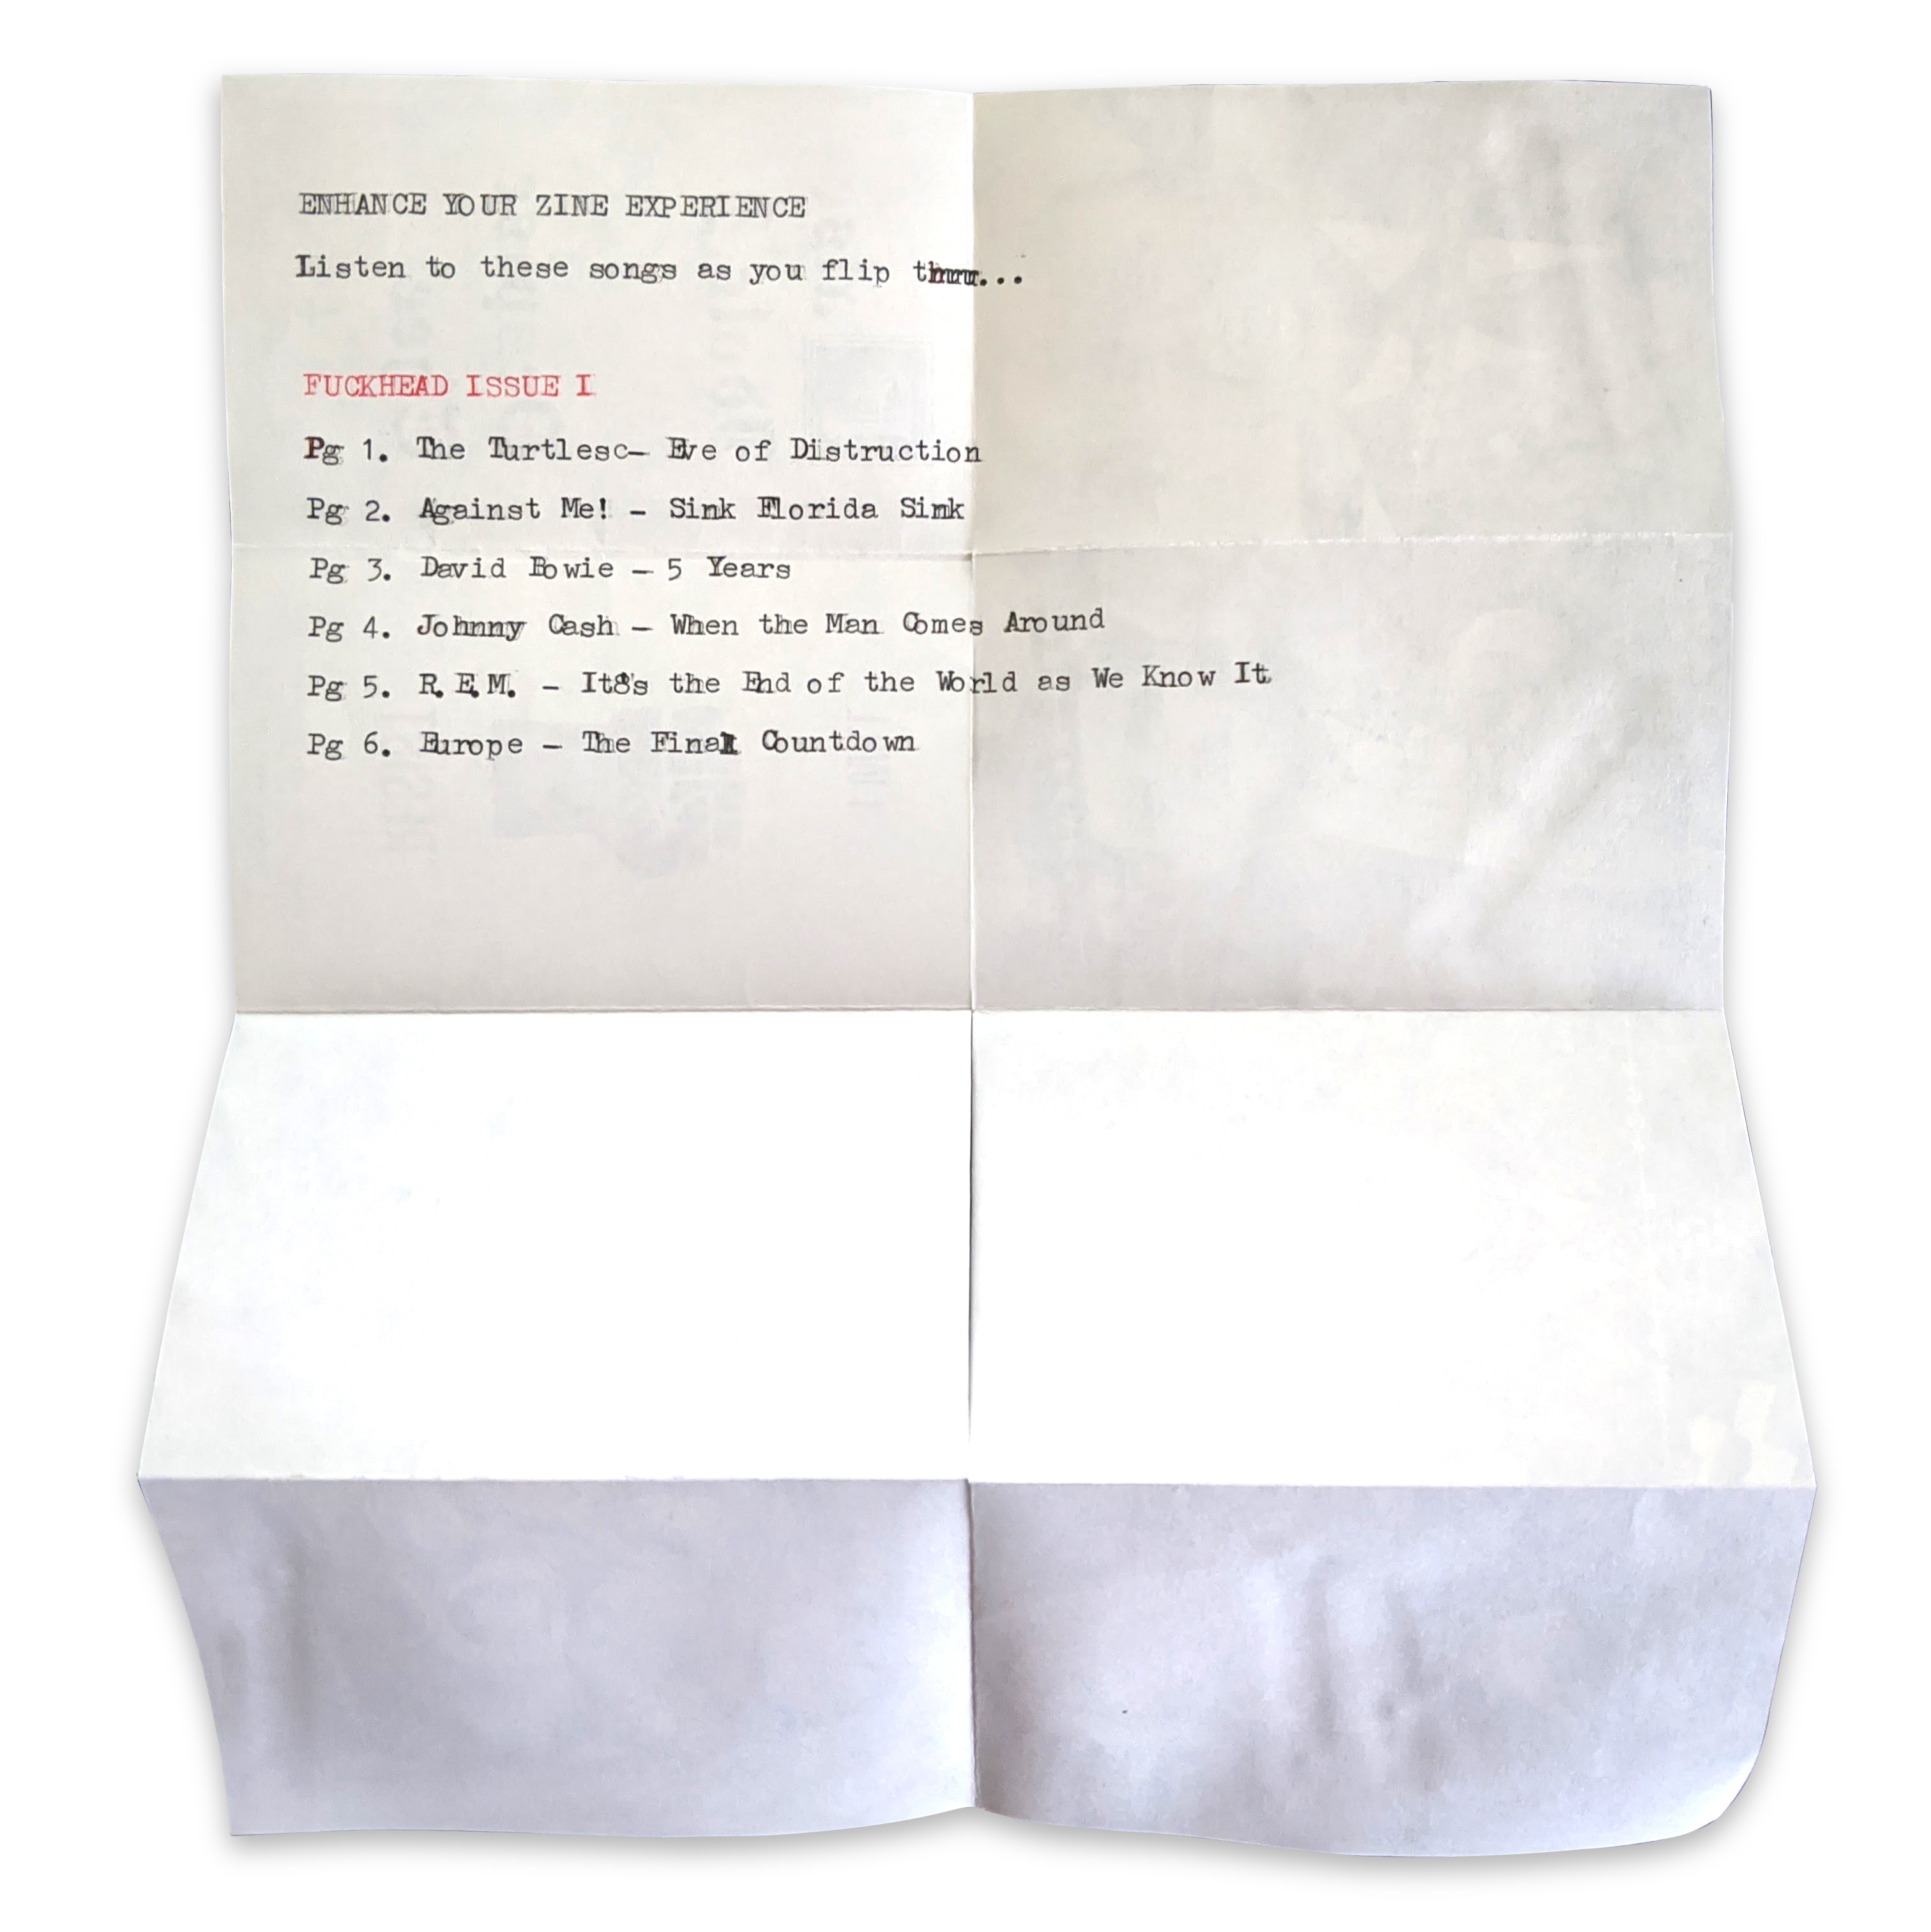 ENHANCE YOUR ZINE EXPERIENCE
Listen to these songs as you flip thruu...
FUCKHEAD ISSUE I
Pg 1. The Turtlesc- Eve of Distruction
Pg 2. Against Me! - Sink Florida Sink
Pg 3. David Bowie - 5 Years
Pg 4. Johnny Cash - When the Man Comes Around
Pg 5. R.E.M. - It8's the End of the World as We Know It
Pg 6. Europe - The Final Countdown